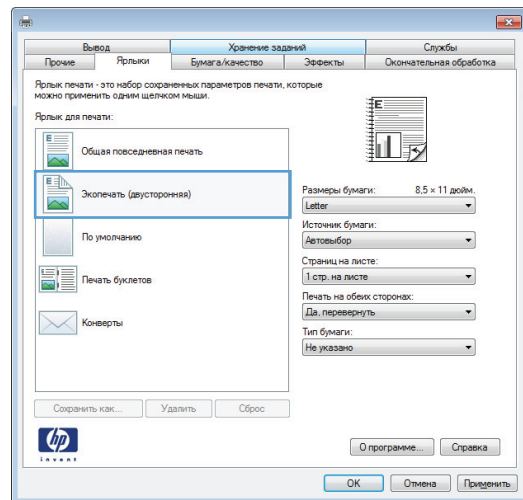 Вывод
Хранение заданий
Службы
Прочие
Ярлыки
Бумага/качество
Эффекты
Окончательная обработка
Ярлык печати - это набор сохраненных параметров печати, которые
можно применить одним щелчком мыши.
Ярлык для печати:
Общая повседневная печать
Экопечать (двусторонняя)
По умолчанию
Печать буклетов
Конверты
Размеры бумаги: 8,5 × 11 дюйм.
Letter
Источник бумаги:
Автовыбор
Страниц на листе:
1 стр. на листе
Печать на обеих сторонах:
Да, перевернуть
Тип бумаги:
Не указано
Сохранить как...
Удалить
Сброс
hp
invent
О программе...
Справка
OK
Отмена
Применить